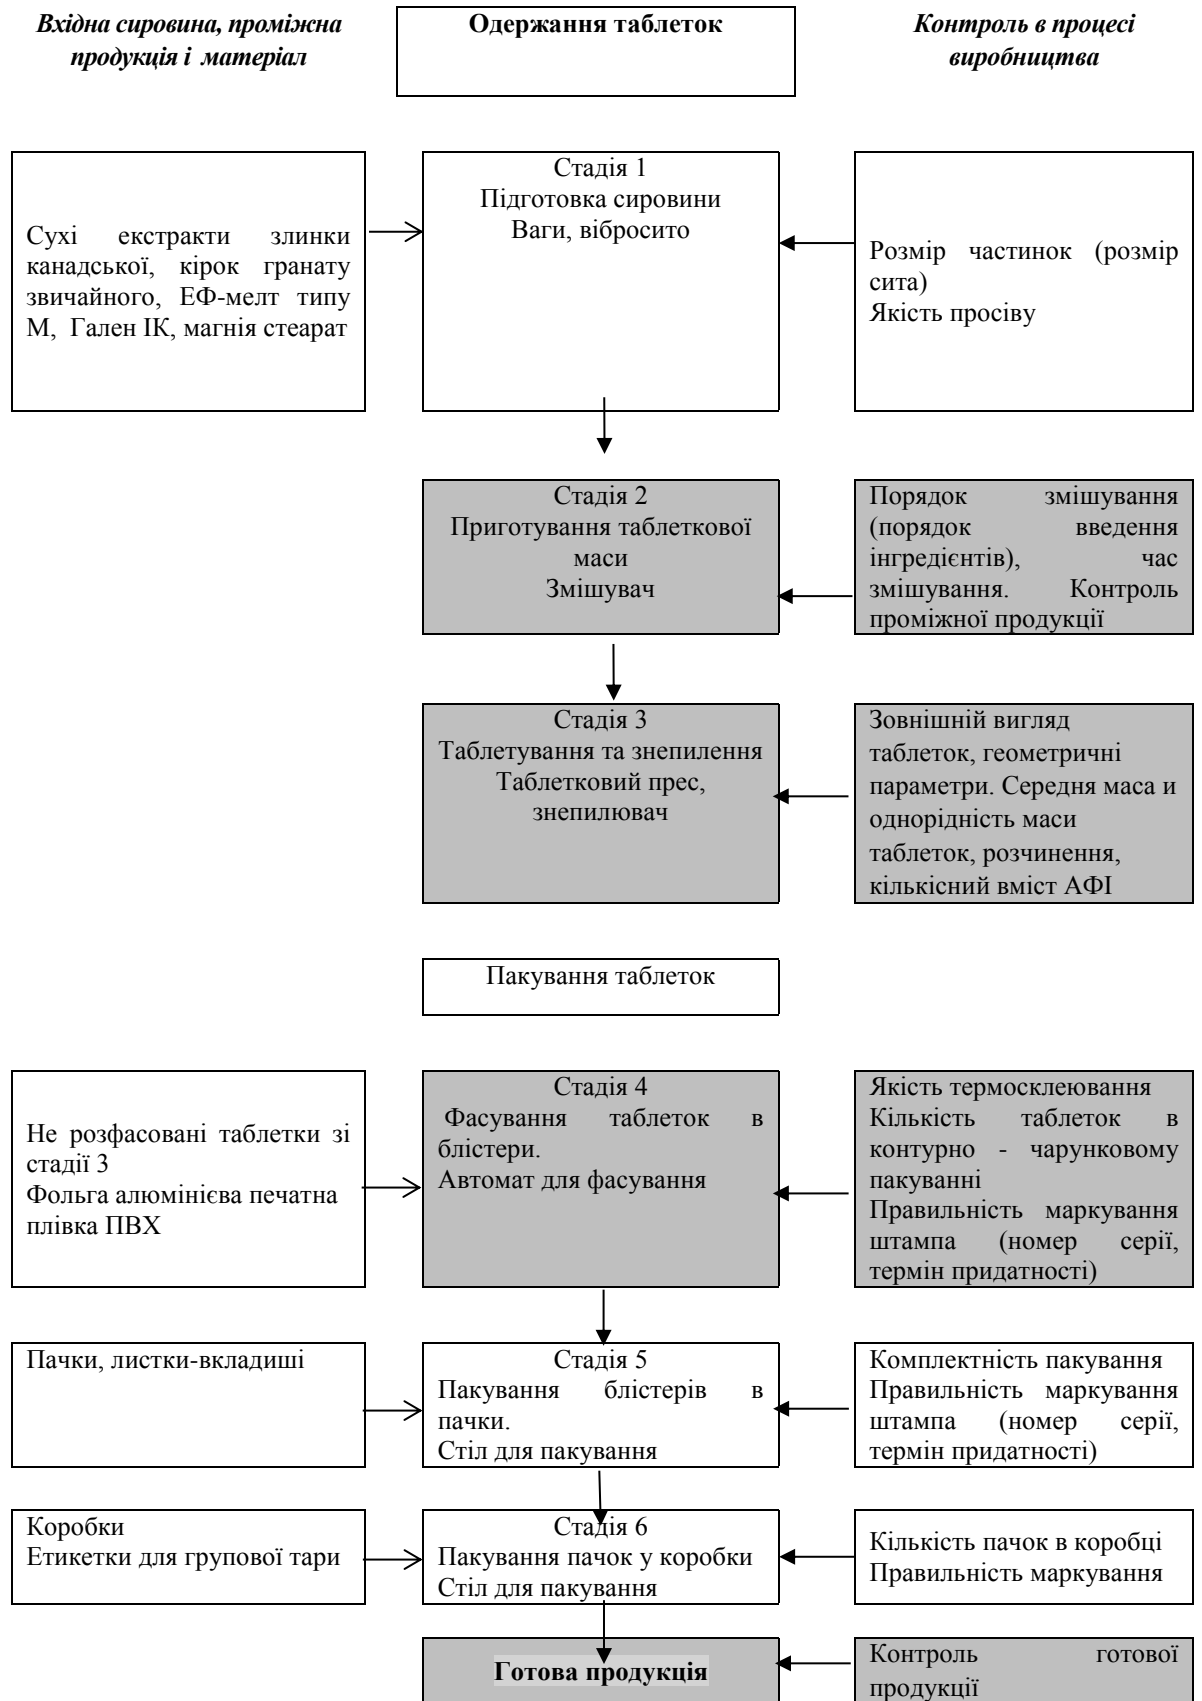 Вхідна сировина, проміжна
продукція і матеріал
Одержання таблеток
Контроль в процесі
виробництва
Сухі екстракти злинки
канадської, кірок гранату
звичайного, ЕФ-мелт типу
М, Гален ІК, магнія стеарат
Стадія 1
Підготовка сировини
Ваги, вібросито
Розмір частинок (розмір
сита)
Якість просіву
Стадія 2
Приготування таблеткової
маси
Змішувач
Порядок змішування
(порядок введення
інгредієнтів), час
змішування. Контроль
проміжної продукції
Стадія 3
Таблетування та знепилення
Таблетковий прес,
знепилювач
Зовнішній вигляд
таблеток, геометричні
параметри. Середня маса и
однорідність маси
таблеток, розчинення,
кількісний вміст АФІ
Пакування таблеток
Не розфасовані таблетки зі
стадії 3
Фольга алюмінієва печатна
плівка ПВХ
Стадія 4
Фасування таблеток в
блістери.
Автомат для фасування
Якість термосклеювання
Кількість таблеток в
контурно - чарунковому
пакуванні
Правильність маркування
штампа (номер серії,
термін придатності)
Пачки, листки-вкладиші
Стадія 5
Пакування блістерів в
пачки.
Стіл для пакування
Комплектність пакування
Правильність маркування
штампа (номер серії,
термін придатності)
Коробки
Етикетки для групової тари
Стадія 6
Пакування пачок у коробки
Стіл для пакування
Кількість пачок в коробці
Правильність маркування
Готова продукція
Контроль готової
продукції